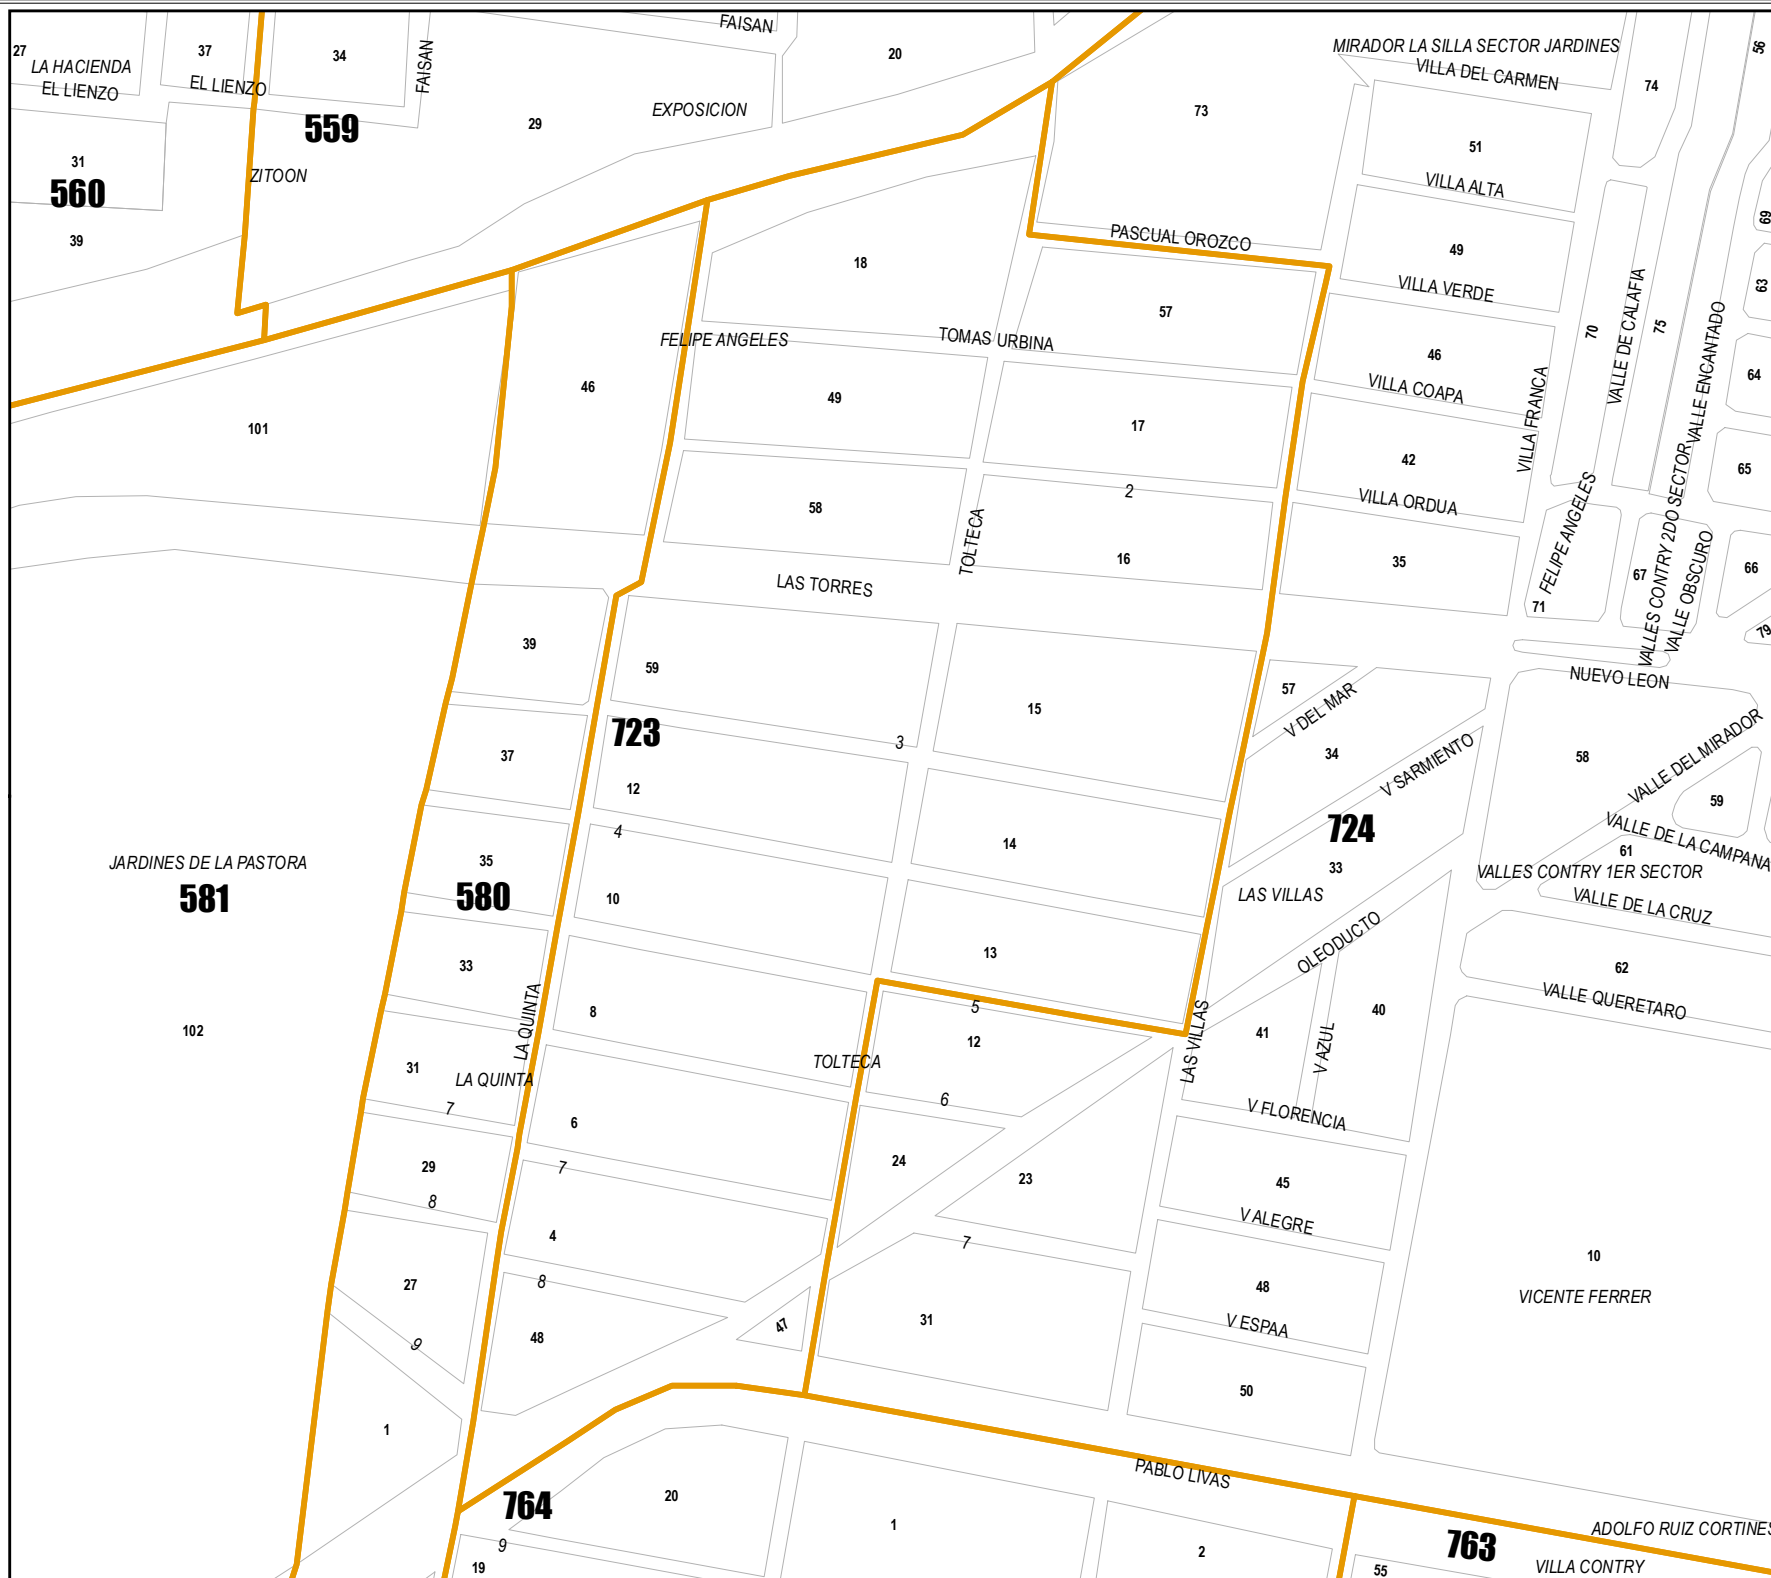 FAISAN
27
37
34
FAISAN
20
MIRADOR LA SILLA SECTOR JARDINES
56
LA HACIENDA
EL LIENZO
EL LIENZO
VILLA DEL CARMEN
74
559
29
EXPOSICION
73
51
31
560
ZITOON
VILLA ALTA
69
39
18
PASCUAL OROZCO
49
57
VILLA VERDE
63
FELIPE ANGELES
TOMAS URBINA
46
70
VALLE DE CALAFIA
75
VALLE ENCANTADO
64
46
49
VILLA COAPA
VILLA FRANCA
101
17
42
65
58
2
VILLA ORDUA
FELIPE ANGELES
VALLES CONTRY 2DO SECTOR
TOLTECA
16
35
67
VALLE OBSCURO
66
LAS TORRES
71
79
39
59
NUEVO LEON
57
V DEL MAR
15
723
3
34
37
12
V SARMIENTO
58
VALLE DEL MIRADOR
59
4
14
724
VALLE DE LA CAMPANA
61
JARDINES DE LA PASTORA
35
33
VALLES CONTRY 1ER SECTOR
581
580
10
LAS VILLAS
VALLE DE LA CRUZ
OLEODUCTO
33
13
62
VALLE QUERETARO
LA QUINTA
8
5
40
102
12
LAS VILLAS
41
V AZUL
31
LA QUINTA
TOLTECA
7
6
V FLORENCIA
6
29
7
24
23
45
8
4
V ALEGRE
7
10
27
8
48
VICENTE FERRER
9
48
47
31
V ESPAA
50
1
PABLO LIVAS
764
20
1
ADOLFO RUIZ CORTINES
9
2
763
19
55
VILLA CONTRY